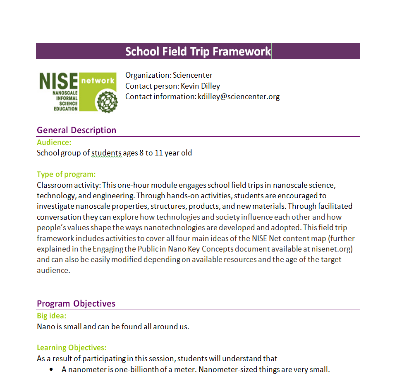 School Field Trip Framework
NISE network
NANOSCALE
INFORMAL
SCIENCE
EDUCATION
Organization: Sciencenter
Contact person: Kevin Dilley
Contact information: kdilley@sciencenter.org
General Description
Audience:
School group of students ages 8 to 11 year old
Type of program:
Classroom activity: This one-hour module engages school field trips in nanoscale science,
technology, and engineering. Through hands-on activities, students are encouraged to
investigate nanoscale properties, structures, products, and new materials. Through facilitated
conversation they can explore how technologies and society influence each other and how
people's values shape the ways nanotechnologies are developed and adopted. This field trip
framework includes activities to cover all four main ideas of the NISE Net content map (further
explained in the Engaging the Public in Nano Key Concepts document available at nisenet.org)
and can also be easily modified depending on available resources and the age of the target
audience.
Program Objectives
Big idea:
Nano is small and can be found all around us.
Learning Objectives:
As a result of participating in this session, students will understand that
• A nanometer is one-billionth of a meter. Nanometer-sized things are very small.